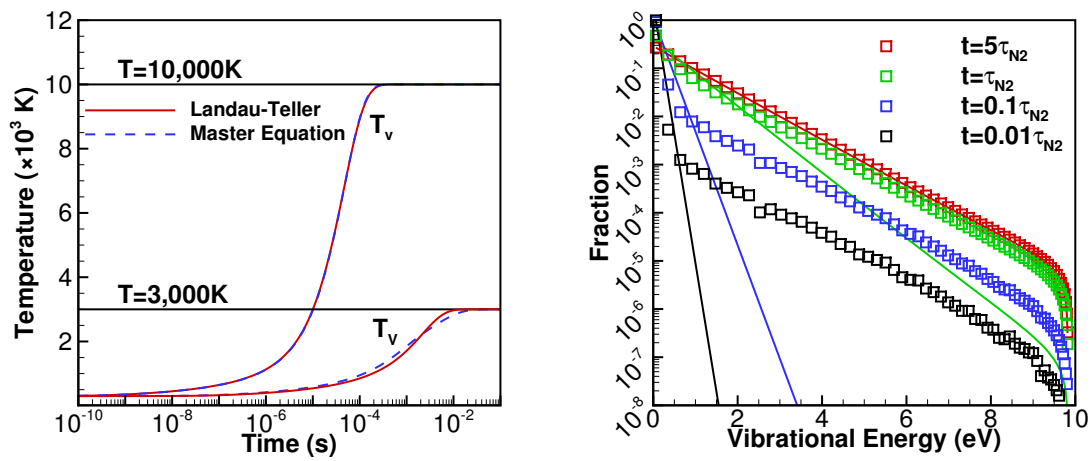 12
T=10,000K
10
Landau-Teller
Master Equation
T_v
8
6
4
T=3,000K
T_V
2
10^-10 10^-8 10^-6 10^-4 10^-2
Time (s)
Temperature (×10^3 K)
10^0
10^-1
10^-2
10^-3
10^-4
10^-5
10^-6
10^-7
10^-8
Fraction
t=5τ_N2
t=τ_N2
t=0.1τ_N2
t=0.01τ_N2
0 2 4 6 8 10
Vibrational Energy (eV)